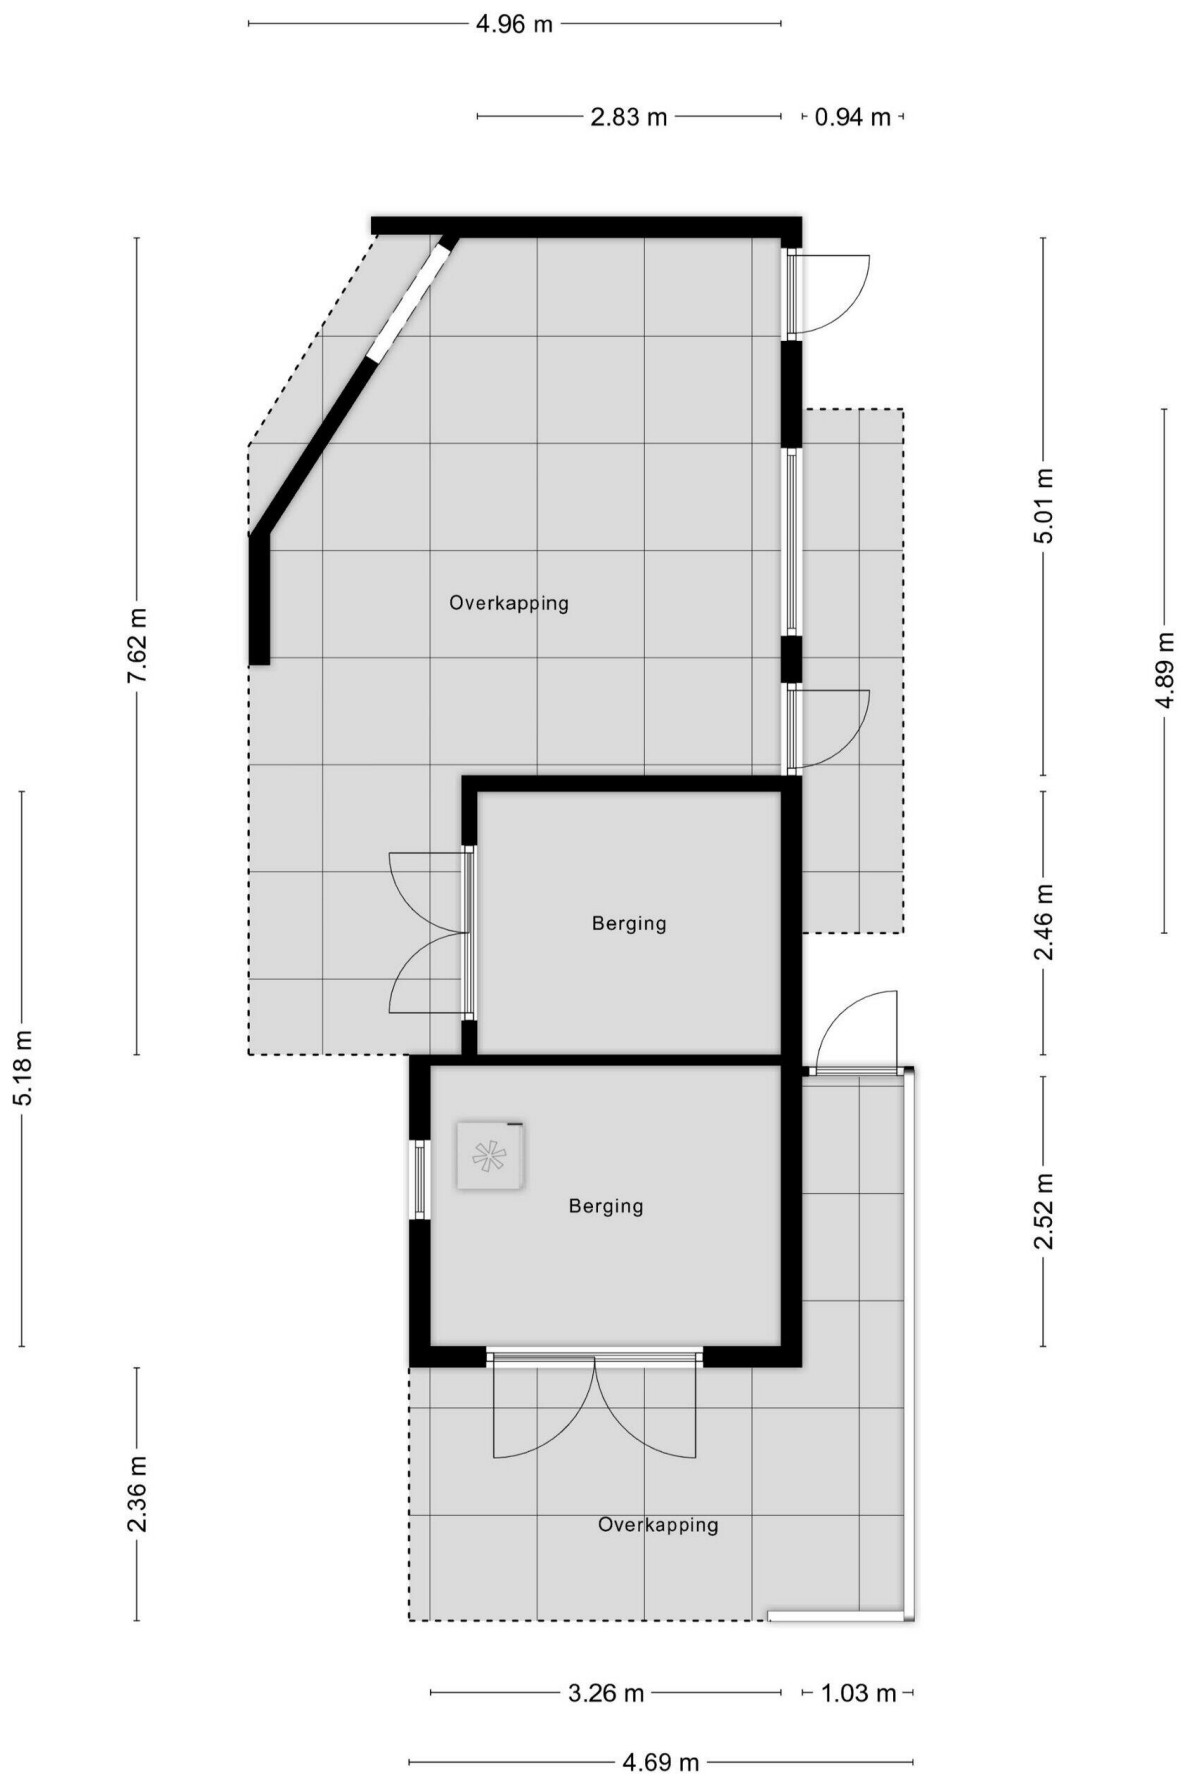 4.96 m
2.83 m
0.94 m
7.62 m
5.01 m
Overkapping
4.89 m
Berging
2.46 m
5.18 m
Berging
2.52 m
2.36 m
Overkapping
3.26 m
1.03 m
4.69 m